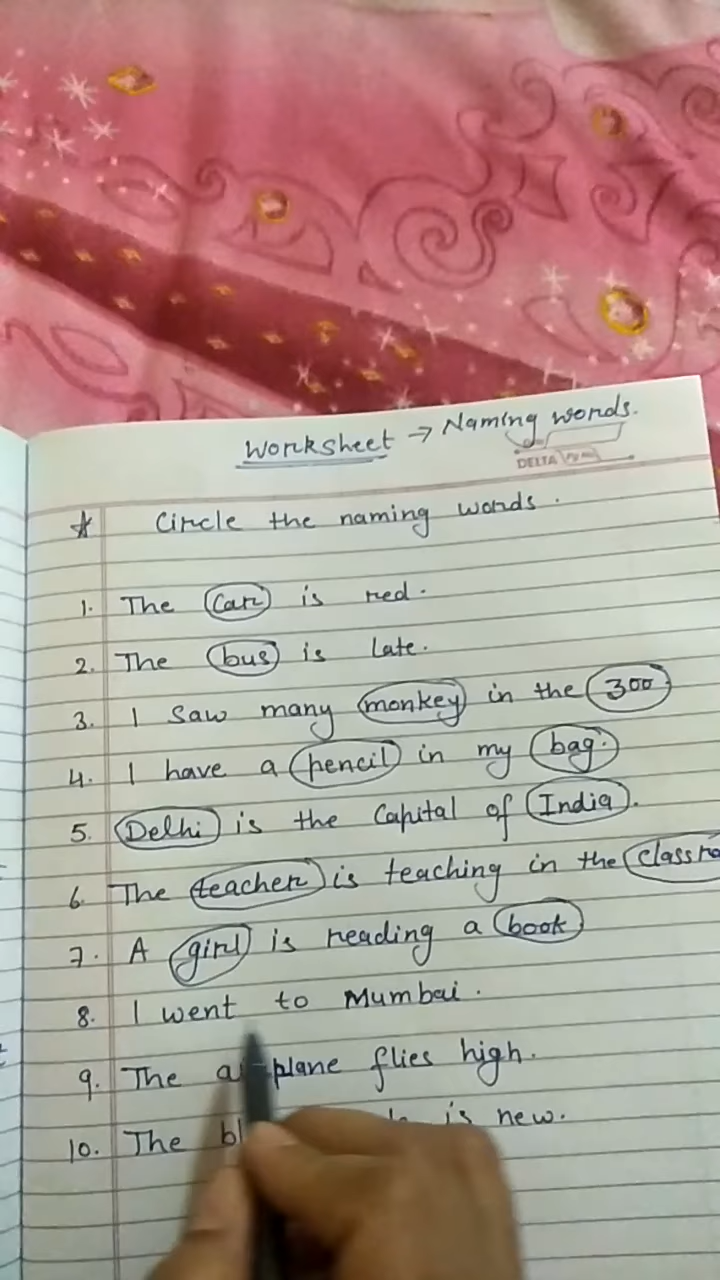 Worksheet → Naming words.
DELTA
☆ Circle the naming words.
1. The car is red.
2. The bus is late.
3. I saw many monkey in the zoo.
4. I have a pencil in my bag.
5. Delhi is the Capital of India.
6. The teacher is teaching in the
7. A girl is reading a book
8. I went to Mumbai.
9. The plane flies high.
10. The is new.